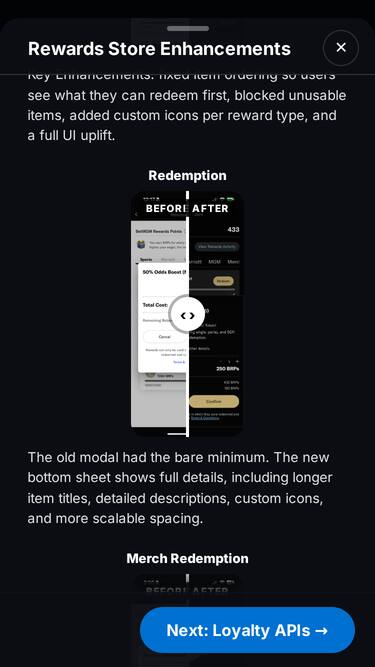 Rewards Store Enhancements
✕
Key Enhancements: fixed item ordering so users
see what they can redeem first, blocked unusable
items, added custom icons per reward type, and
a full UI uplift.
Redemption
BEFORE AFTER
433
BetMGM Rewards Points
View Rewards Activity
Sports
MGM
50% Odds Boost
Total Cost:
Cancel
250 BRPs
Confirm
The old modal had the bare minimum. The new
bottom sheet shows full details, including longer
item titles, detailed descriptions, custom icons,
and more scalable spacing.
Merch Redemption
BEFORE AFTER
Next: Loyalty APIs →